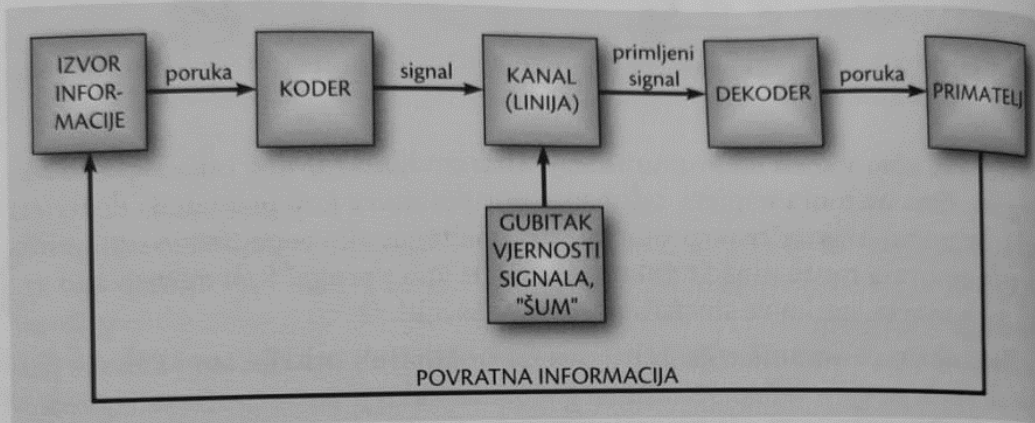 IZVOR
INFOR-
MACIJE
poruka
KODER
signal
KANAL
(LINIJA)
primljeni
signal
DEKODER
poruka
PRIMATELJ
GUBITAK
VJERNOSTI
SIGNALA,
"ŠUM"
POVRATNA INFORMACIJA